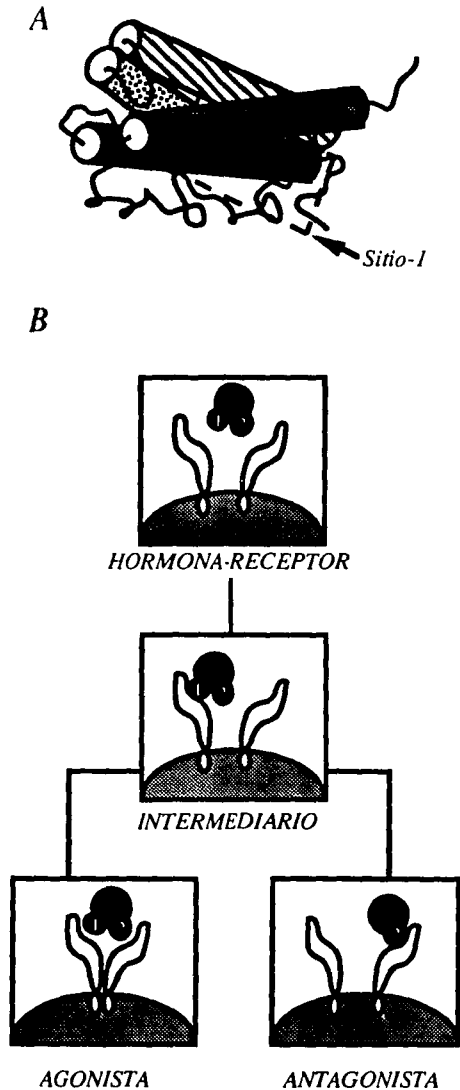 A
Sitio-1
B
HORMONA-RECEPTOR
INTERMEDIARIO
AGONISTA
ANTAGONISTA